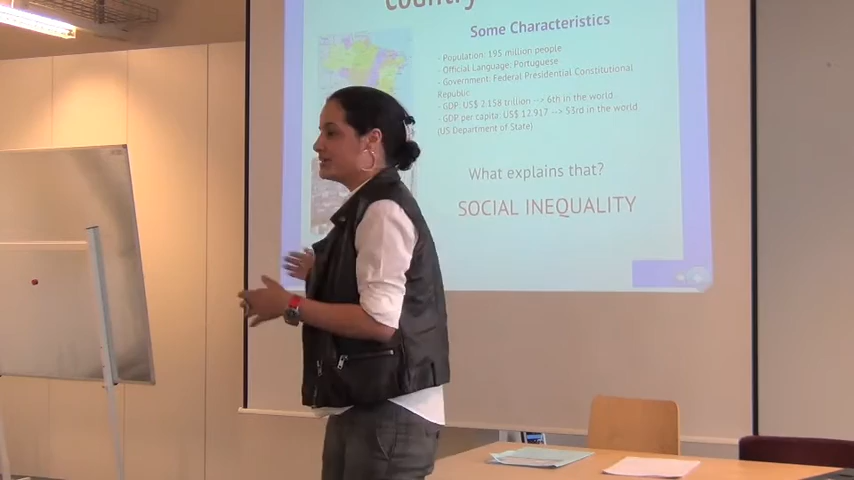 Country
Some Characteristics
- Population: 195 million people
- Official Language, Portuguese
- Government: Federal Presidential Constitutional
Republic
- GDP: US$ 2.158 trillion --> 6th in the world
- GDP per capita: US$ 12.917 --> 53rd in the world
(US Department of State)
What explains this that?
SOCIAL INEQUALITY